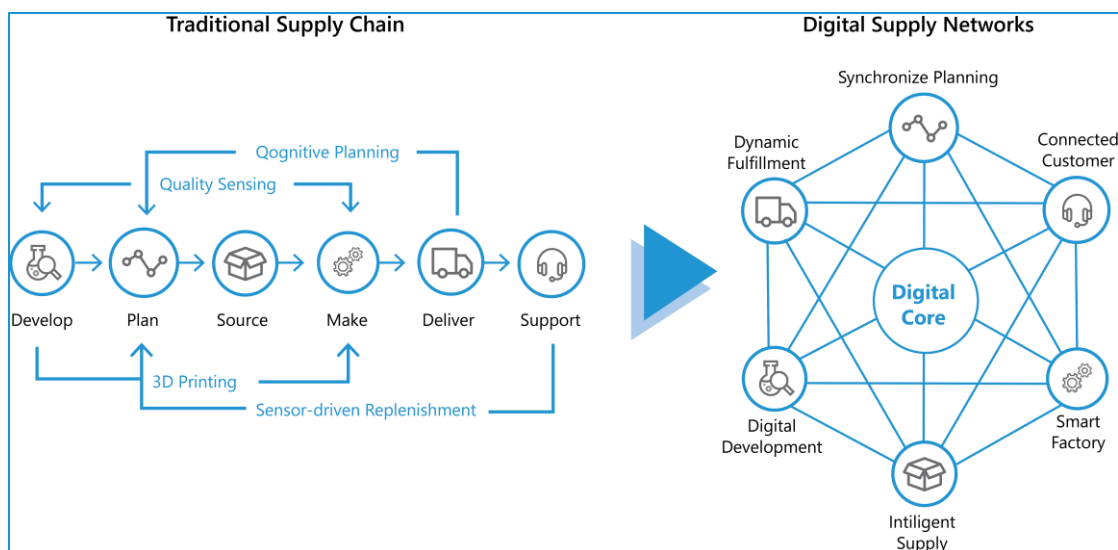 Traditional Supply Chain
Qognitive Planning
Quality Sensing
Develop
Plan
Source
Make
Deliver
Support
3D Printing
Sensor-driven Replenishment
Digital Supply Networks
Synchronize Planning
Dynamic
Fulfillment
Connected
Customer
Digital
Core
Digital
Development
Smart
Factory
Intiligent
Supply